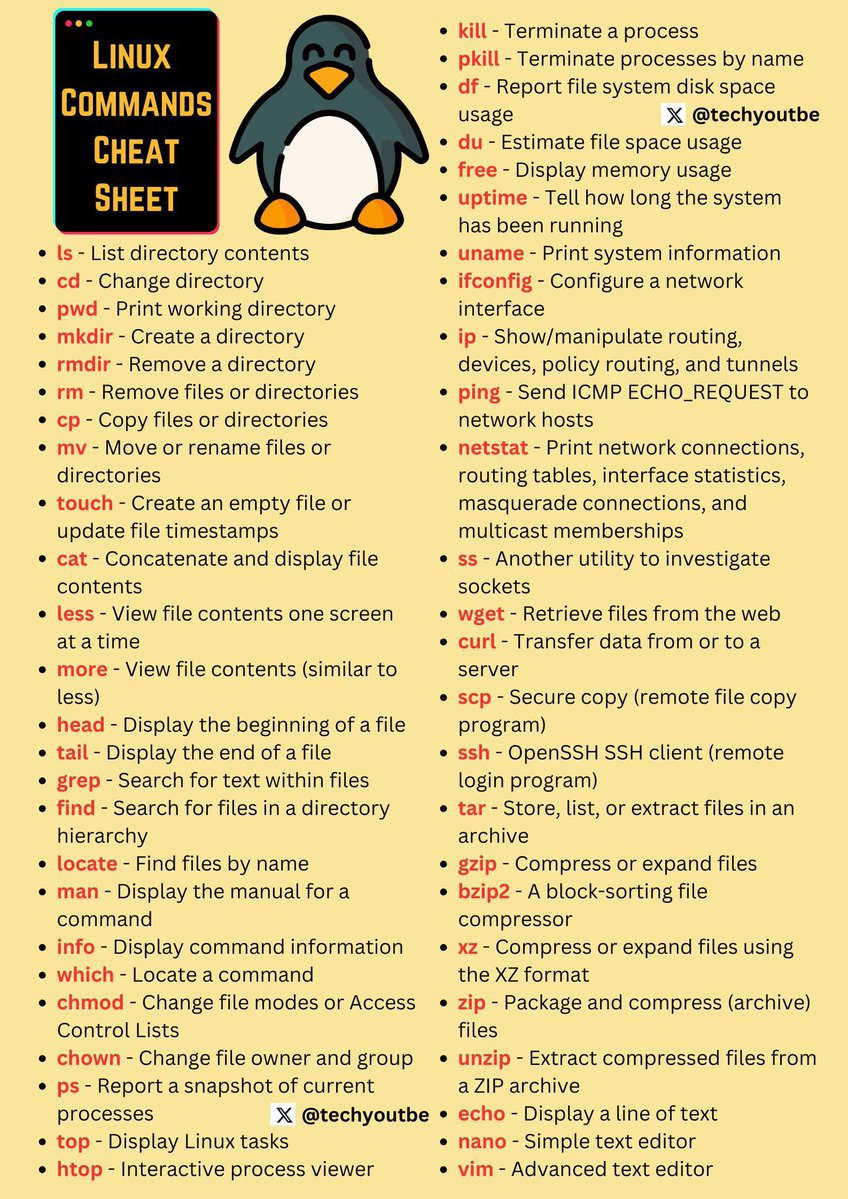 Linux
Commands
Cheat
Sheet
• ls - List directory contents
• cd - Change directory
• pwd - Print working directory
• mkdir - Create a directory
• rmdir - Remove a directory
• rm - Remove files or directories
• cp - Copy files or directories
• mv - Move or rename files or
directories
• touch - Create an empty file or
update file timestamps
• cat - Concatenate and display file
contents
• less - View file contents one screen
at a time
• more - View file contents (similar to
less)
• head - Display the beginning of a file
• tail - Display the end of a file
• grep - Search for text within files
• find - Search for files in a directory
hierarchy
• locate - Find files by name
• man - Display the manual for a
command
• info - Display command information
• which - Locate a command
• chmod - Change file modes or Access
Control Lists
• chown - Change file owner and group
• ps - Report a snapshot of current
processes
X @techyoutbe
• top - Display Linux tasks
• htop - Interactive process viewer
• kill - Terminate a process
• pkill - Terminate processes by name
• df - Report file system disk space
usage
X @techyoutbe
• du - Estimate file space usage
• free - Display memory usage
• uptime - Tell how long the system
has been running
• uname - Print system information
• ifconfig - Configure a network
interface
• ip - Show/manipulate routing,
devices, policy routing, and tunnels
• ping - Send ICMP ECHO_REQUEST to
network hosts
• netstat - Print network connections,
routing tables, interface statistics,
masquerade connections, and
multicast memberships
• ss - Another utility to investigate
sockets
• wget - Retrieve files from the web
• curl - Transfer data from or to a
server
• scp - Secure copy (remote file copy
program)
• ssh - OpenSSH SSH client (remote
login program)
• tar - Store, list, or extract files in an
archive
• gzip - Compress or expand files
• bzip2 - A block-sorting file
compressor
• xz - Compress or expand files using
the XZ format
• zip - Package and compress (archive)
files
• unzip - Extract compressed files from
a ZIP archive
• echo - Display a line of text
• nano - Simple text editor
• vim - Advanced text editor